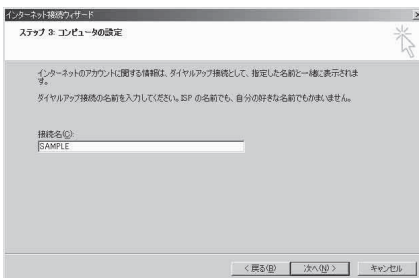 インターネット接続ウィザード
ステップ 3: コンピュータの設定
インターネットのアカウントに関する情報は、ダイヤルアップ接続として、指定した名前と一緒に表示されま
す。
ダイヤルアップ接続の名前を入力してください。ISP の名前でも、自分の好きな名前でもかまいません。
接続名(C):
SAMPLE
< 戻る(B) 次へ(N) > キャンセル